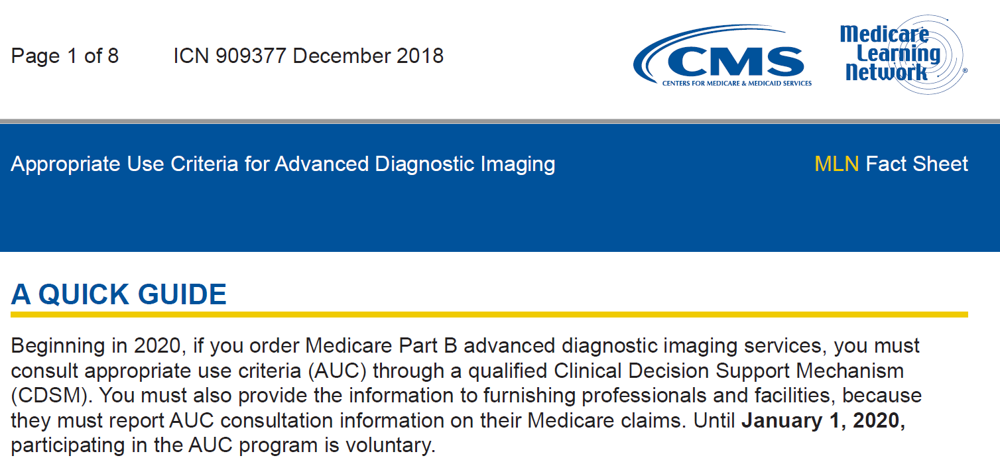 Page 1 of 8 ICN 909377 December 2018
CMS
CENTERS FOR MEDICARE & MEDICAID SERVICES
Medicare
Learning
Network®
Appropriate Use Criteria for Advanced Diagnostic Imaging MLN Fact Sheet
A QUICK GUIDE
Beginning in 2020, if you order Medicare Part B advanced diagnostic imaging services, you must
consult appropriate use criteria (AUC) through a qualified Clinical Decision Support Mechanism
(CDSM). You must also provide the information to furnishing professionals and facilities, because
they must report AUC consultation information on their Medicare claims. Until January 1, 2020,
participating in the AUC program is voluntary.